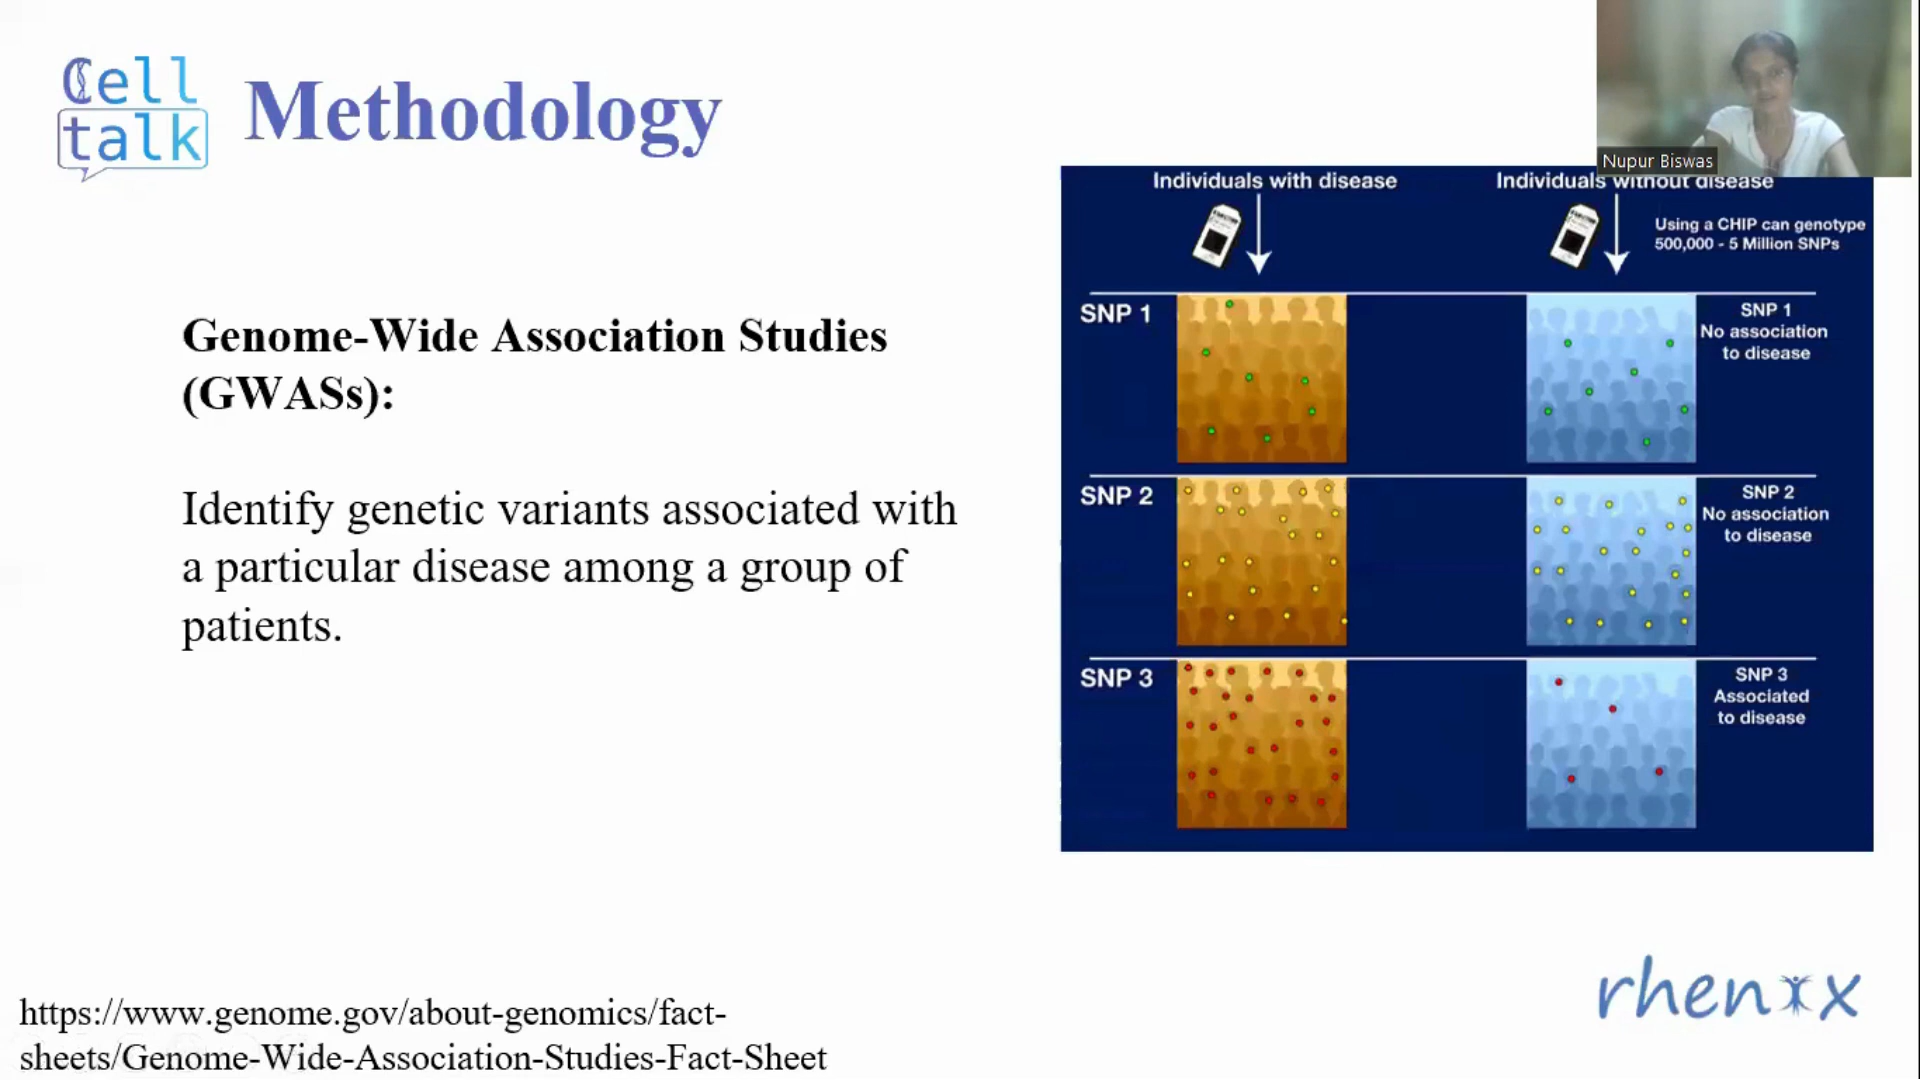 Cell
talk
Methodology
Nupur Biswas
Individuals with disease
Individuals without disease
Using a CHIP can genotype
500,000 - 5 Million SNPs
Genome-Wide Association Studies
(GWASs):
Identify genetic variants associated with
a particular disease among a group of
patients.
SNP 1
SNP 1
No association
to disease
SNP 2
SNP 2
No association
to disease
SNP 3
SNP 3
Associated
to disease
https://www.genome.gov/about-genomics/fact-
sheets/Genome-Wide-Association-Studies-Fact-Sheet
rhenix